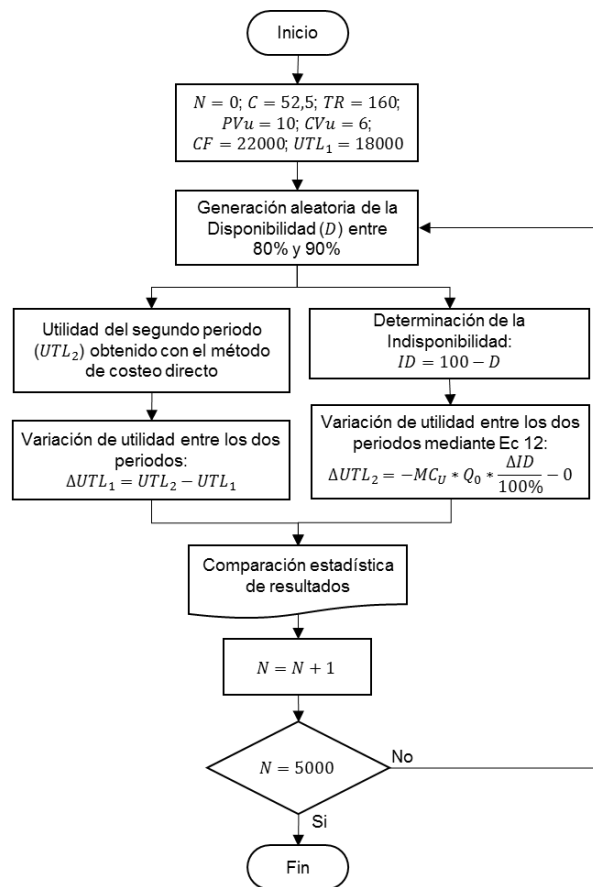 Inicio
N = 0; C = 52,5; TR = 160;
PVu = 10; CVu = 6;
CF = 22000; UTL₁ = 18000
Generación aleatoria de la
Disponibilidad (D) entre
80% y 90%
Utilidad del segundo periodo
(UTL₂) obtenido con el método
de costeo directo
Determinación de la
Indisponibilidad:
ID = 100 − D
Variación de utilidad entre los dos
periodos:
ΔUTL₁ = UTL₂ − UTL₁
Variación de utilidad entre los dos
periodos mediante Ec 12:
ΔUTL₂ = −MC_U * Q₀ * ΔID/100% − 0
Comparación estadística
de resultados
N = N + 1
N = 5000
No
Si
Fin